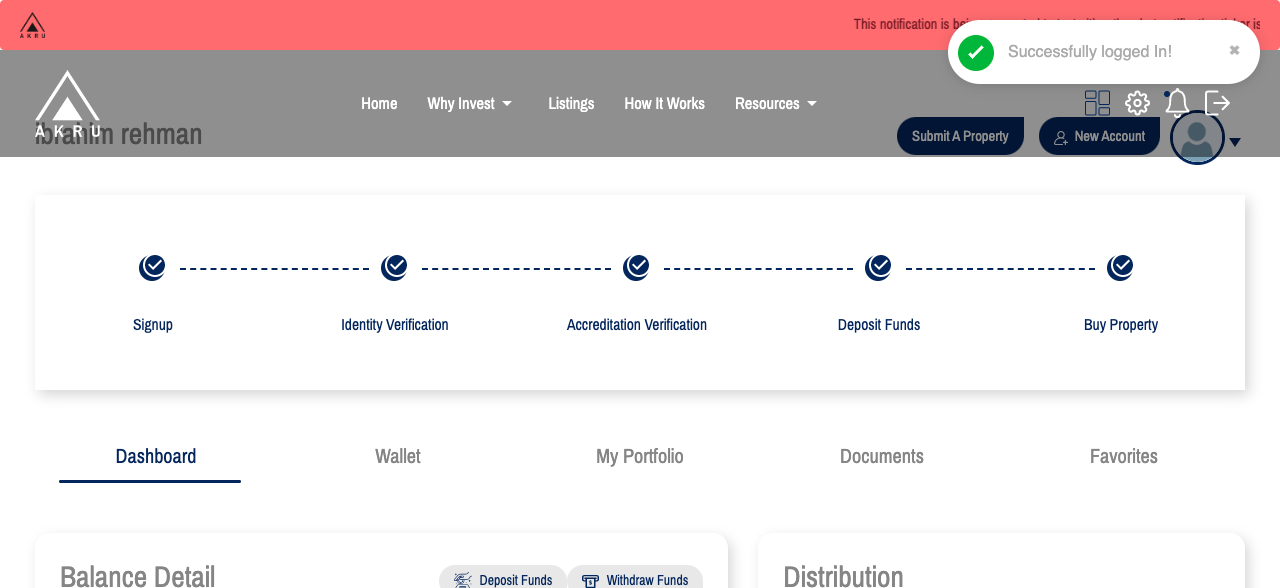 AKRU
This notification is
Successfully logged In!
AKRU
Home
Why Invest
Listings
How It Works
Resources
Ibrahim rehman
Submit A Property
New Account
Signup
Identity Verification
Accreditation Verification
Deposit Funds
Buy Property
Dashboard
Wallet
My Portfolio
Documents
Favorites
Balance Detail
Deposit Funds
Withdraw Funds
Distribution